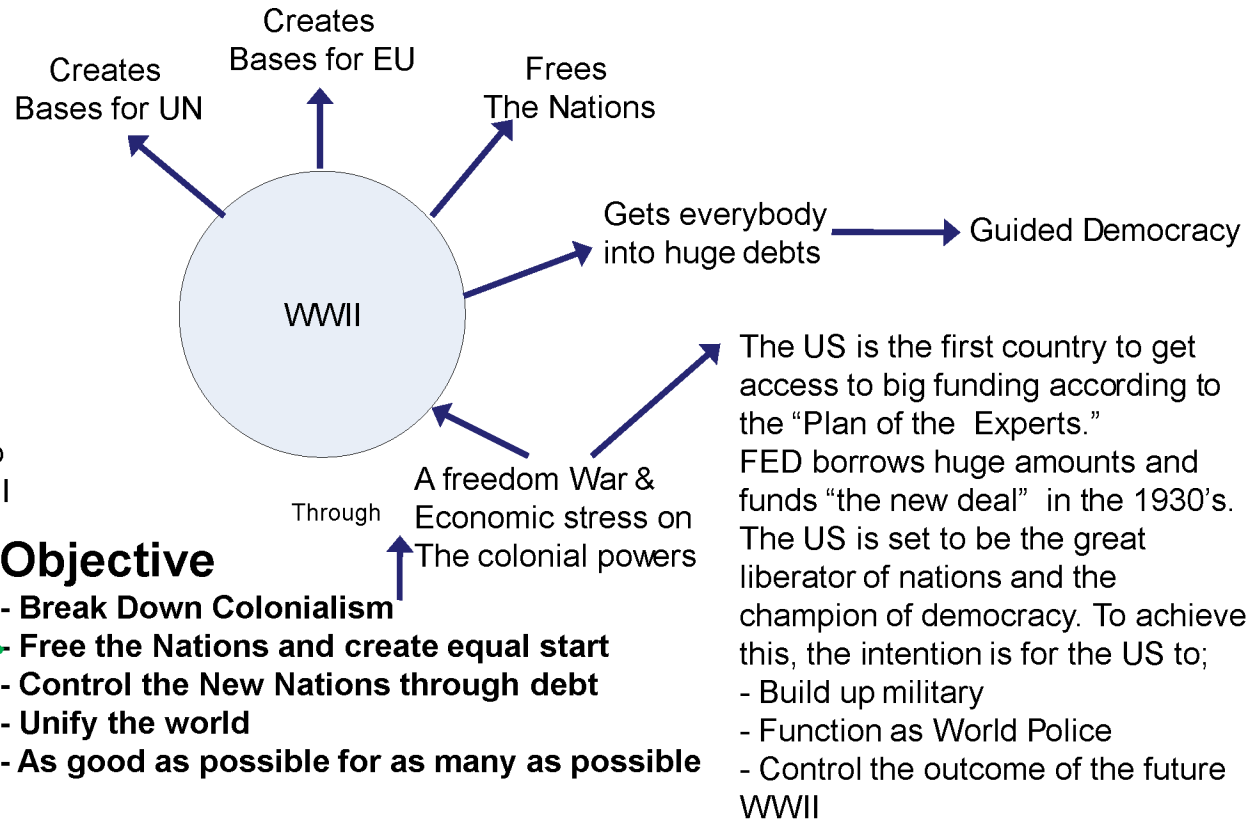 Creates
Bases for EU
Creates
Bases for UN
Frees
The Nations
Gets everybody
into huge debts
Guided Democracy
WWII
The US is the first country to get
access to big funding according to
the “Plan of the Experts.”
FED borrows huge amounts and
funds “the new deal” in the 1930’s.
The US is set to be the great
liberator of nations and the
champion of democracy. To achieve
this, the intention is for the US to;
- Build up military
- Function as World Police
- Control the outcome of the future
WWII
A freedom War &
Economic stress on
The colonial powers
Through
Objective
- Break Down Colonialism
- Free the Nations and create equal start
- Control the New Nations through debt
- Unify the world
- As good as possible for as many as possible